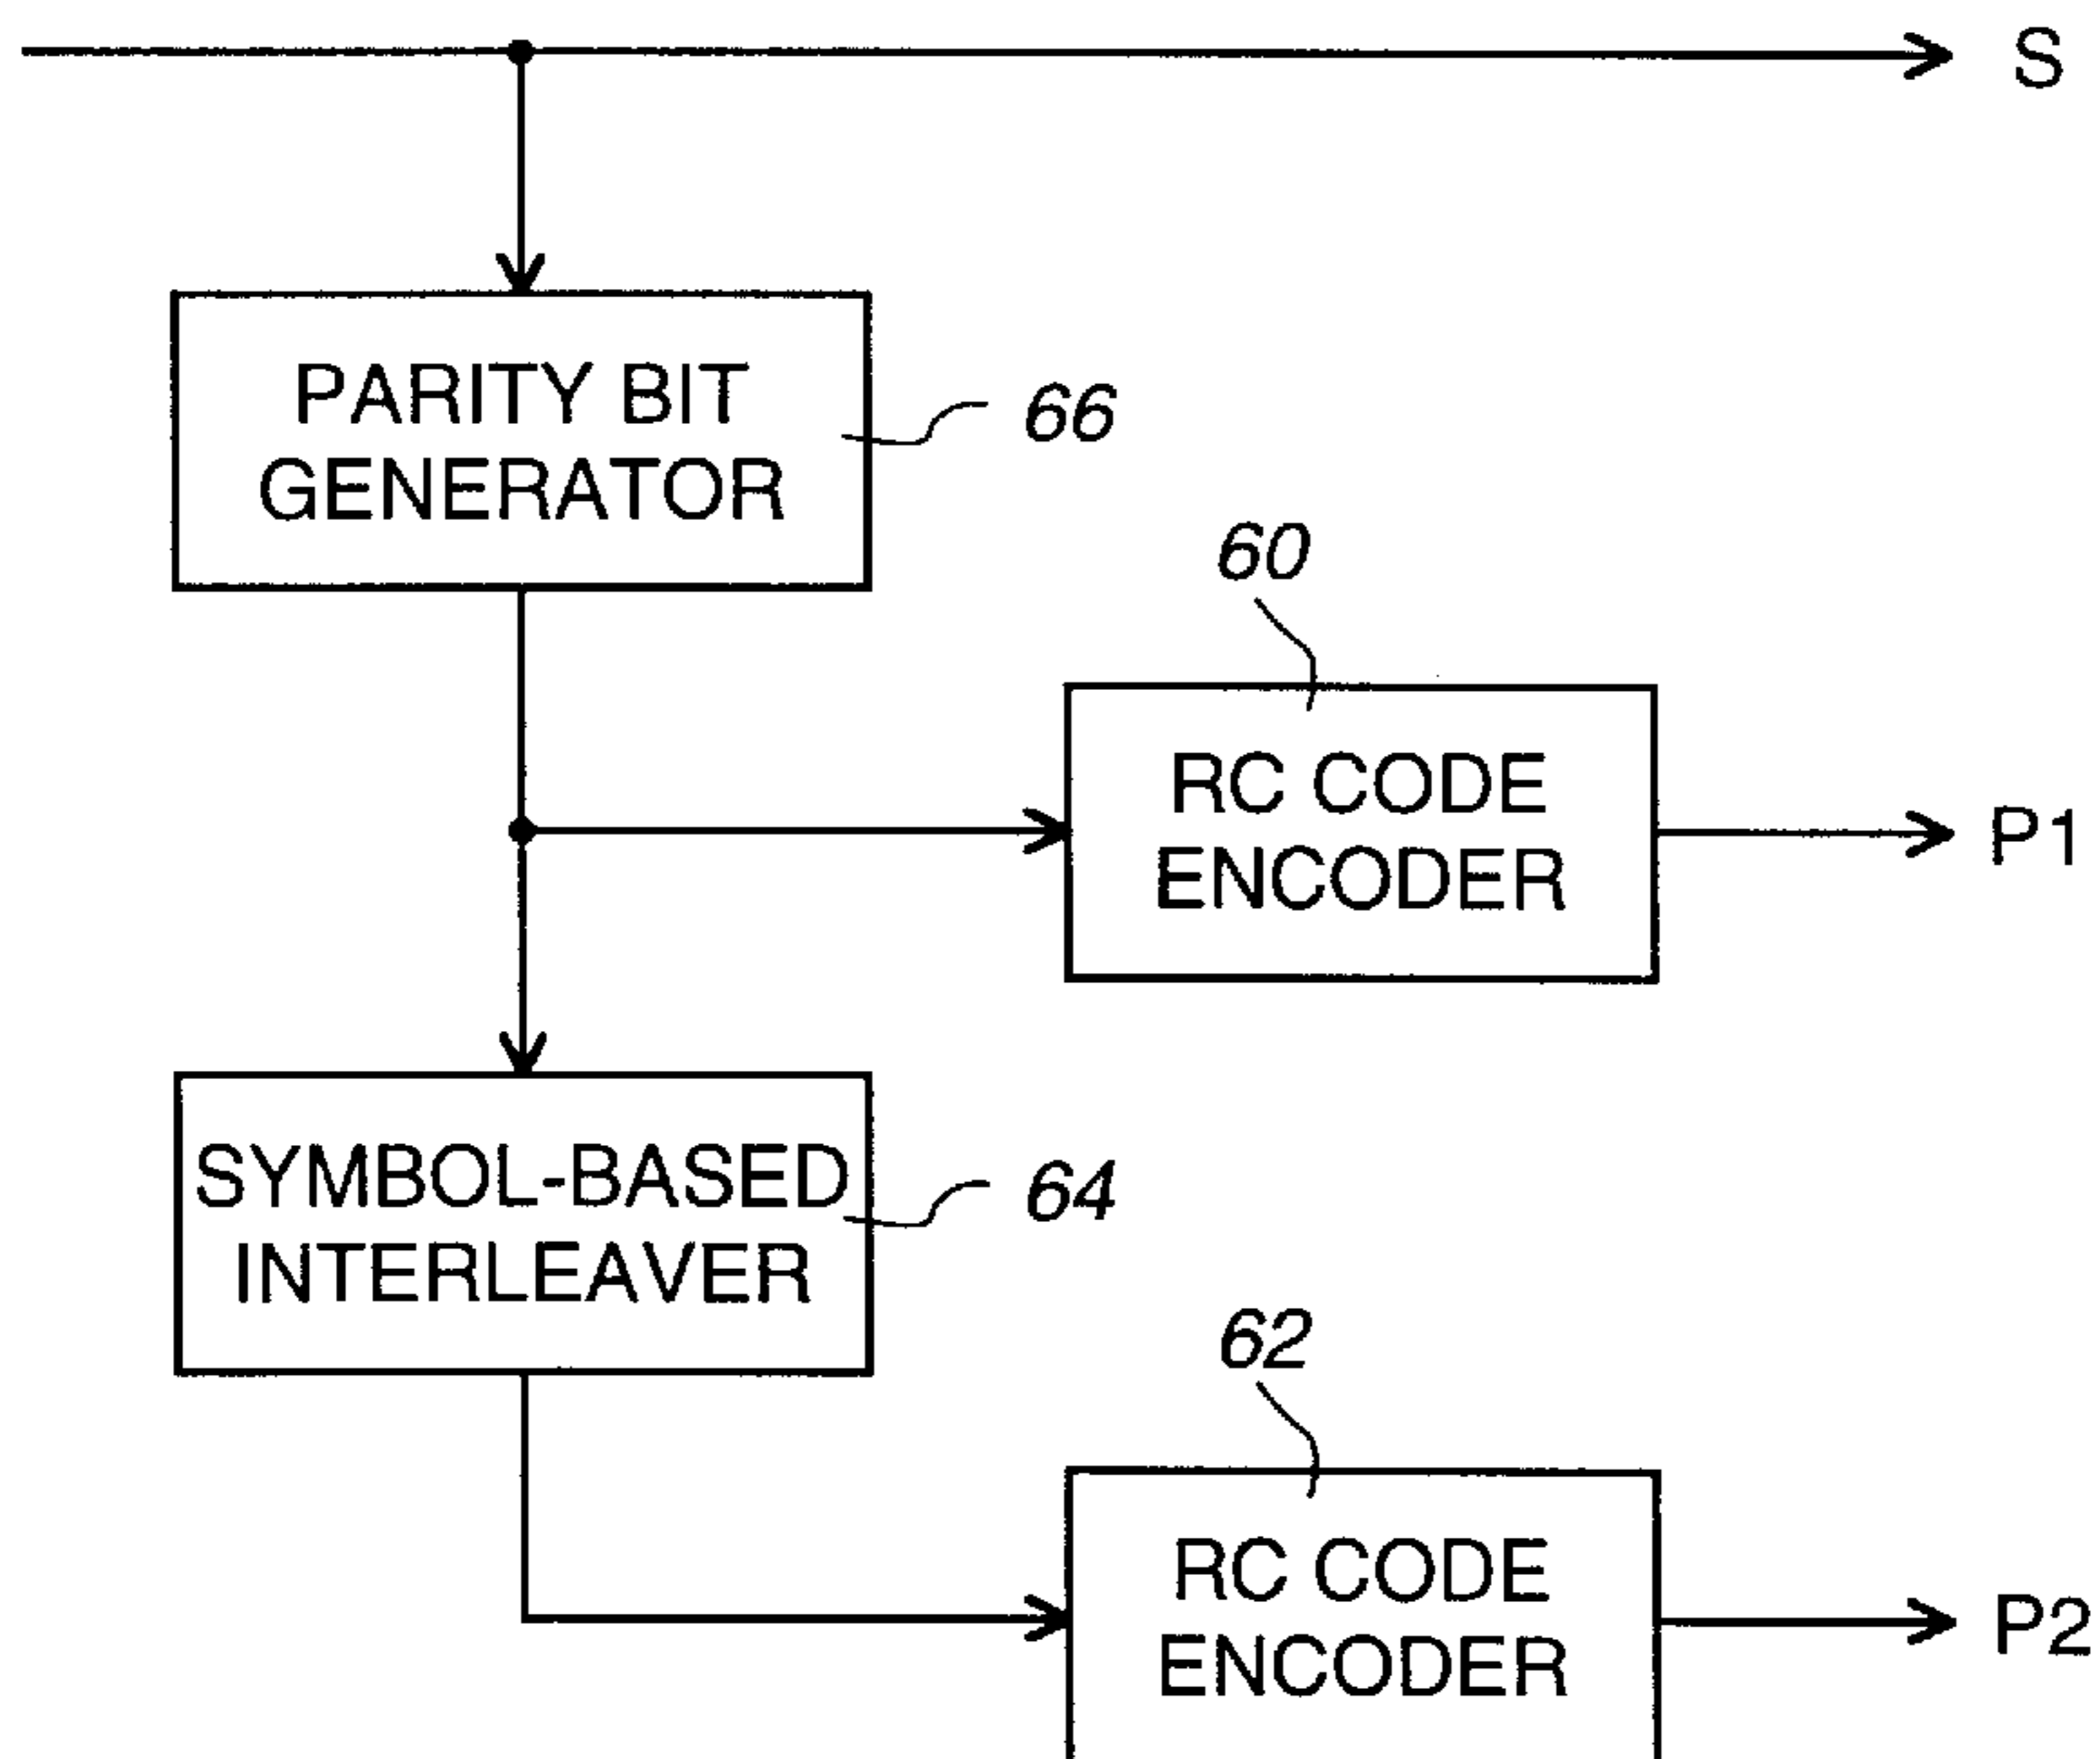 S
PARITY BIT
GENERATOR
66
60
RC CODE
ENCODER
P1
SYMBOL-BASED
INTERLEAVER
64
62
RC CODE
ENCODER
P2